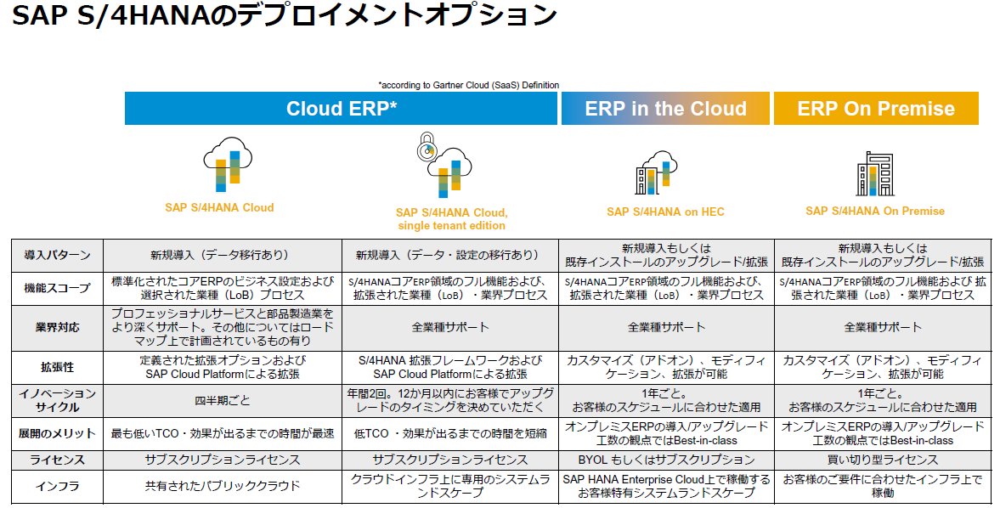 SAP S/4HANAのデプロイメントオプション
*according to Gartner Cloud (SaaS) Definition
Cloud ERP*
ERP in the Cloud
ERP On Premise
SAP S/4HANA Cloud
SAP S/4HANA Cloud,
single tenant edition
SAP S/4HANA on HEC
SAP S/4HANA On Premise
導入パターン
新規導入（データ移行あり）
新規導入（データ・設定の移行あり）
新規導入もしくは
既存インストールのアップグレード/拡張
新規導入もしくは
既存インストールのアップグレード/拡張
機能スコープ
標準化されたコアERPのビジネス設定および
選択された業種（LoB）プロセス
S/4HANAコアERP領域のフル機能および、
拡張された業種（LoB）・業界プロセス
S/4HANAコアERP領域のフル機能および、
拡張された業種（LoB）・業界プロセス
S/4HANAコアERP領域のフル機能および 拡
張された業種（LoB）・業界プロセス
業界対応
プロフェッショナルサービスと部品製造業を
より深くサポート。その他についてはロード
マップ上で計画されているもの有り
全業種サポート
全業種サポート
全業種サポート
拡張性
定義された拡張オプションおよび
SAP Cloud Platformによる拡張
S/4HANA 拡張フレームワークおよび
SAP Cloud Platformによる拡張
カスタマイズ（アドオン）、モディフィ
ケーション、拡張が可能
カスタマイズ（アドオン）、モディフィ
ケーション、拡張が可能
イノベーション
サイクル
四半期ごと
年間2回。12か月以内にお客様でアップグ
レードのタイミングを決めていただく
1年ごと。
お客様のスケジュールに合わせた適用
1年ごと。
お客様のスケジュールに合わせた適用
展開のメリット
最も低いTCO・効果が出るまでの時間が最速
低TCO ・効果が出るまでの時間を短縮
オンプレミスERPの導入/アップグレード
工数の観点ではBest-in-class
オンプレミスERPの導入/アップグレード
工数の観点ではBest-in-class
ライセンス
サブスクリプションライセンス
サブスクリプションライセンス
BYOL もしくはサブスクリプション
買い切り型ライセンス
インフラ
共有されたパブリッククラウド
クラウドインフラ上に専用のシステムラ
ンドスケープ
SAP HANA Enterprise Cloud上で稼働する
お客様特有システムランドスケープ
お客様のご要件に合わせたインフラ上で
稼働